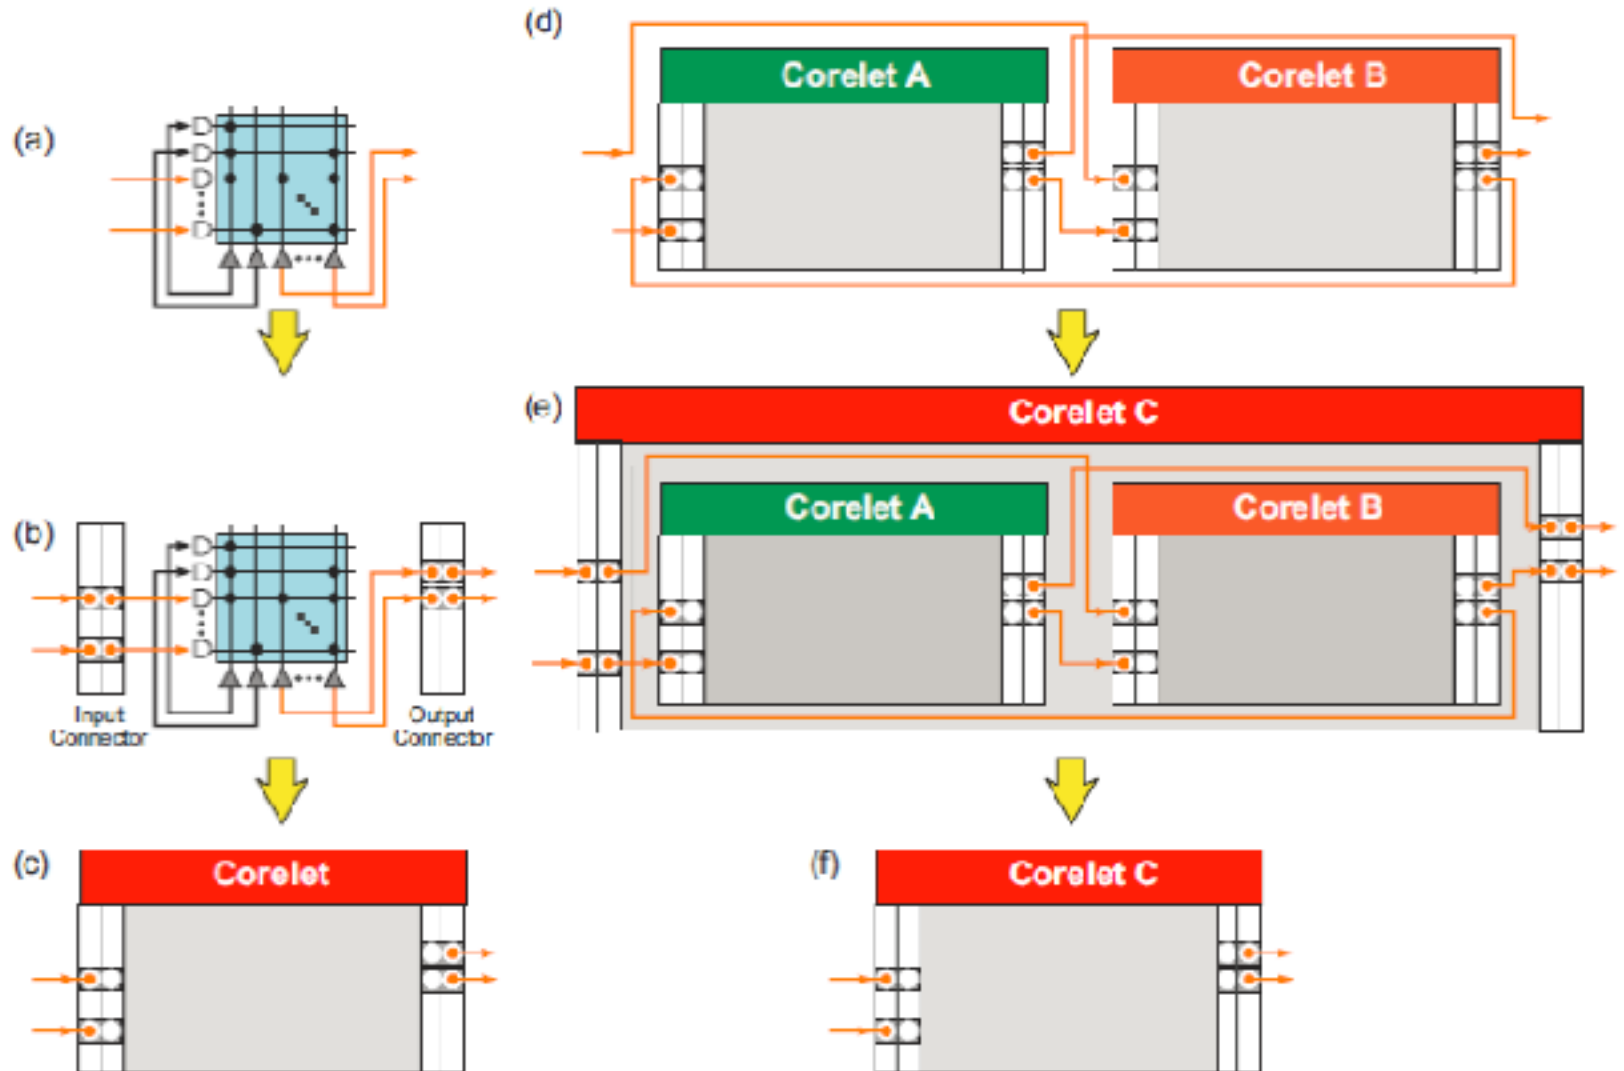 (a)
(b)
Input
Connector
Output
Connector
(c)
Corelet
(d)
Corelet A
Corelet B
(e)
Corelet C
Corelet A
Corelet B
(f)
Corelet C